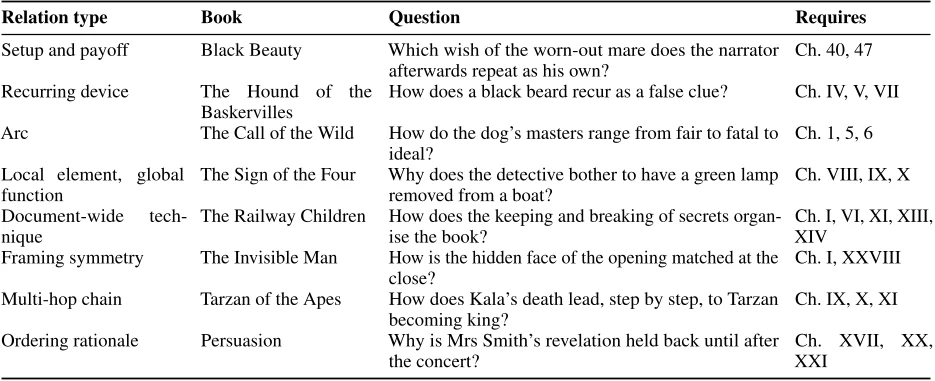 Relation type Book Question Requires
Setup and payoff Black Beauty Which wish of the worn-out mare does the narrator Ch. 40, 47
afterwards repeat as his own?
Recurring device The Hound of the How does a black beard recur as a false clue? Ch. IV, V, VII
Baskervilles
Arc The Call of the Wild How do the dog's masters range from fair to fatal to Ch. 1, 5, 6
ideal?
Local element, global The Sign of the Four Why does the detective bother to have a green lamp Ch. VIII, IX, X
function removed from a boat?
Document-wide tech- The Railway Children How does the keeping and breaking of secrets organ- Ch. I, VI, XI, XIII,
nique ise the book? XIV
Framing symmetry The Invisible Man How is the hidden face of the opening matched at the Ch. I, XXVIII
close?
Multi-hop chain Tarzan of the Apes How does Kala's death lead, step by step, to Tarzan Ch. IX, X, XI
becoming king?
Ordering rationale Persuasion Why is Mrs Smith's revelation held back until after Ch. XVII, XX,
the concert? XXI